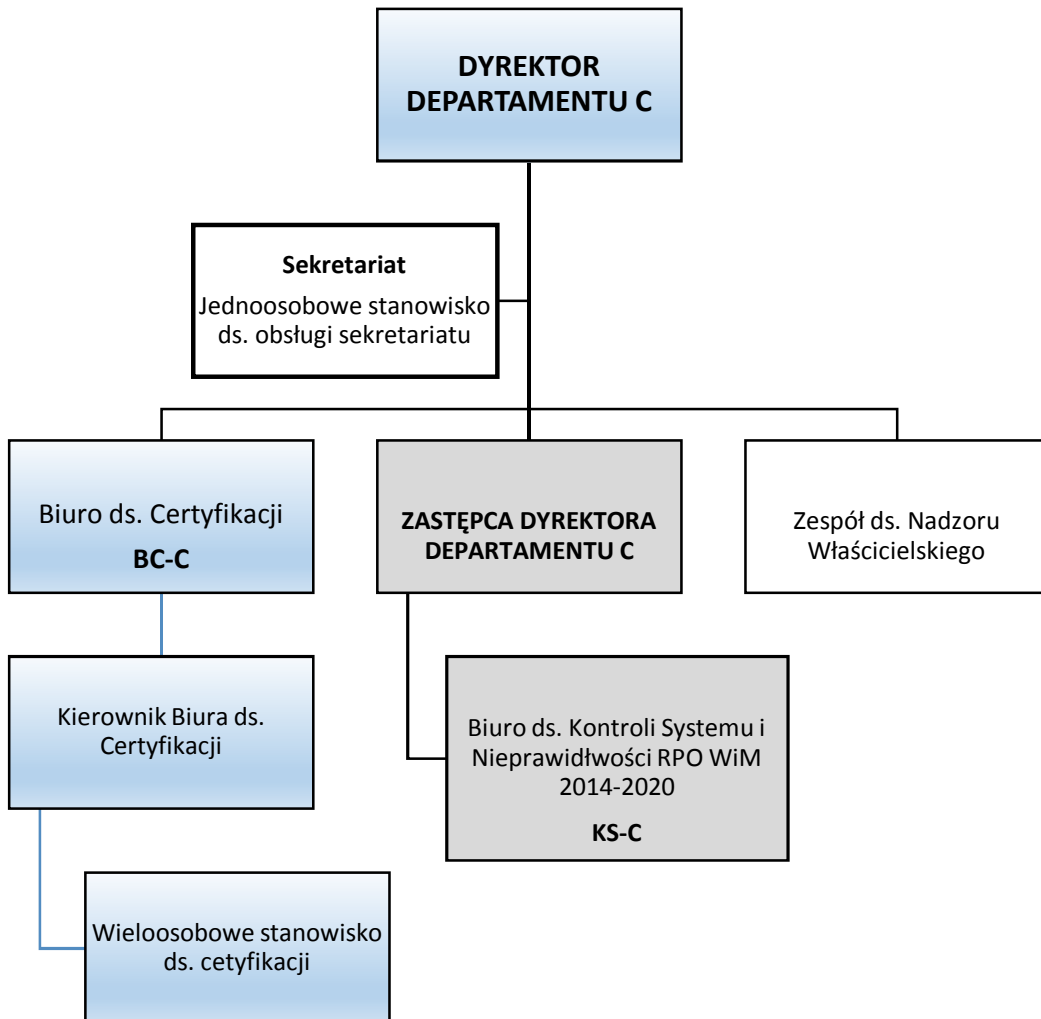 DYREKTOR
DEPARTAMENTU C
Sekretariat
Jednoosobowe stanowisko
ds. obsługi sekretariatu
Biuro ds. Certyfikacji
BC-C
ZASTĘPCA DYREKTORA
DEPARTAMENTU C
Zespół ds. Nadzoru
Właścicielskiego
Kierownik Biura ds.
Certyfikacji
Biuro ds. Kontroli Systemu i
Nieprawidłwości RPO WiM
2014-2020
KS-C
Wieloosobowe stanowisko
ds. cetyfikacji